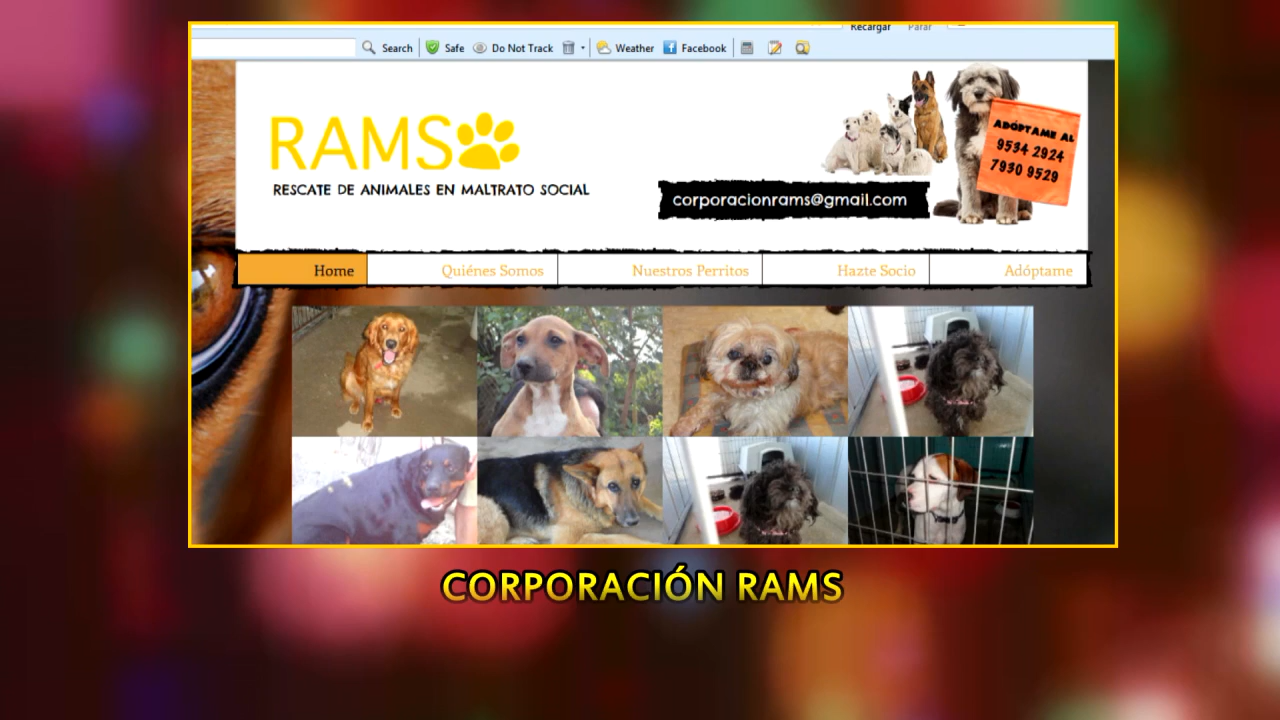 Recargar Parar
Search Safe Do Not Track Weather Facebook
RAMS
RESCATE DE ANIMALES EN MALTRATO SOCIAL
ADÓPTAME AL
9534 2924
7930 9529
corporacionrams@gmail.com
Home Quiénes Somos Nuestros Perritos Hazte Socio Adóptame
CORPORACIÓN RAMS